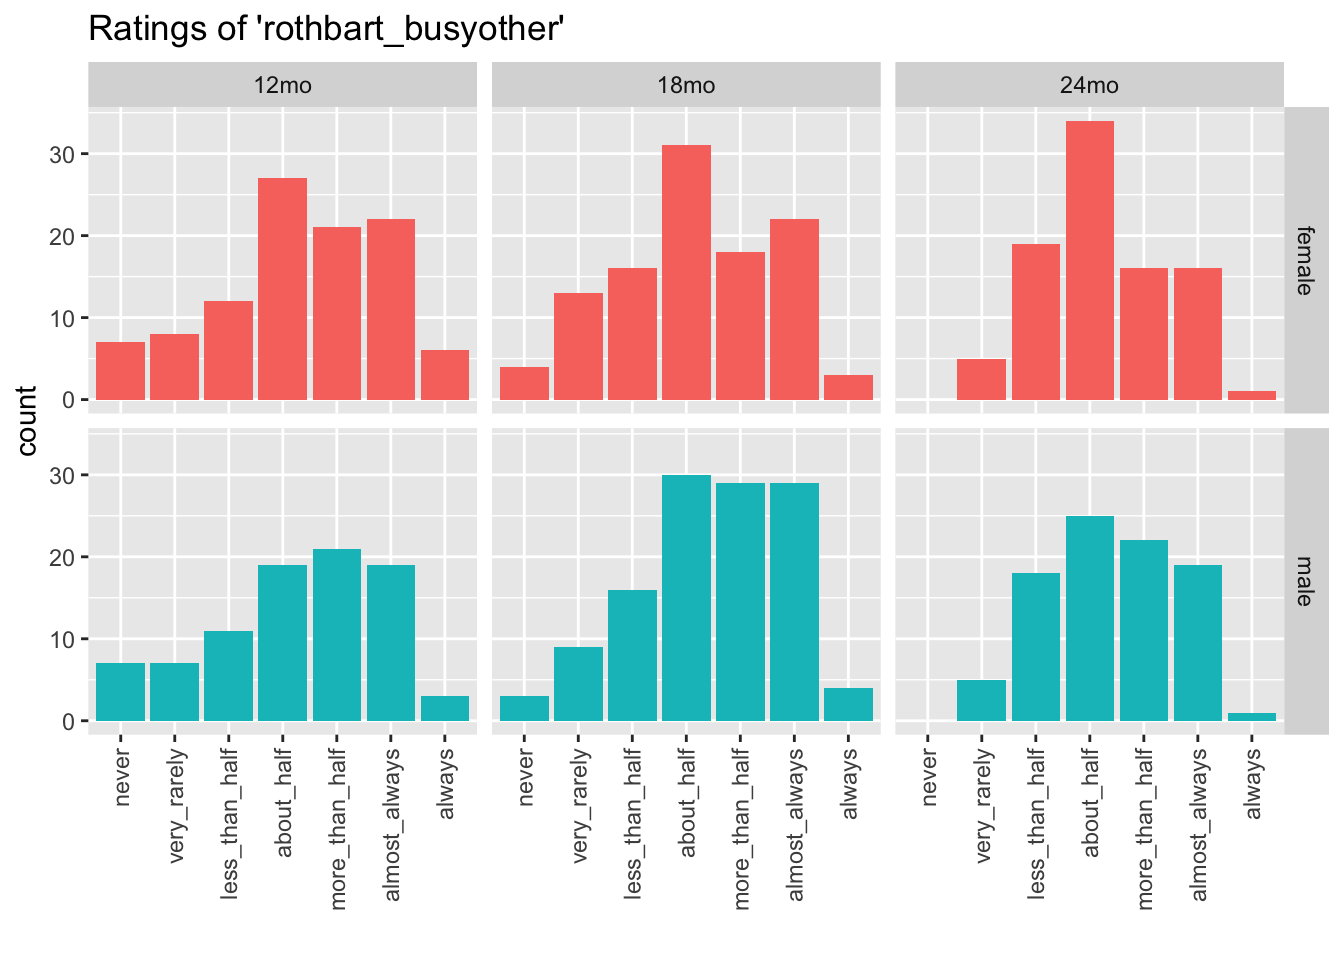 Ratings of 'rothbart_busyother'
12mo 18mo 24mo
30
20
10
0
female
count
30
20
10
0
male
never very_rarely less_than_half about_half more_than_half almost_always always
never very_rarely less_than_half about_half more_than_half almost_always always
never very_rarely less_than_half about_half more_than_half almost_always always